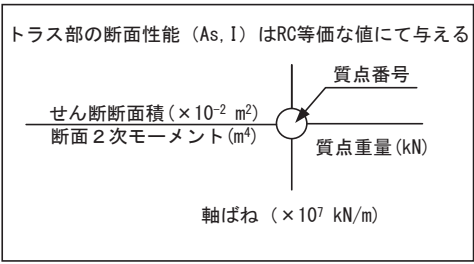 トラス部の断面性能（As,I）はRC等価な値にて与える
質点番号
せん断断面積(×10⁻² m²)
断面２次モーメント(m⁴)
質点重量(kN)
軸ばね（×10⁷ kN/m）